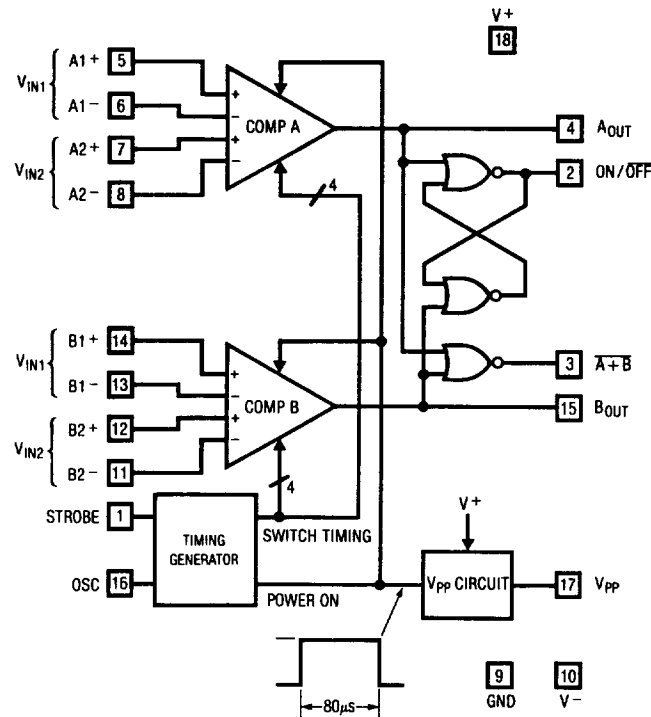 V+
18
A1+ 5
VIN1
A1− 6
A2+ 7
VIN2
A2− 8
+
−
+
−
COMP A
4
4 AOUT
2 ON/OFF
B1+ 14
VIN1
B1− 13
B2+ 12
VIN2
B2− 11
+
−
+
−
COMP B
4
3 A+B
15 BOUT
STROBE 1
OSC 16
TIMING
GENERATOR
SWITCH TIMING
POWER ON
V+
VPP CIRCUIT
17 VPP
80μs
9
GND
10
V−